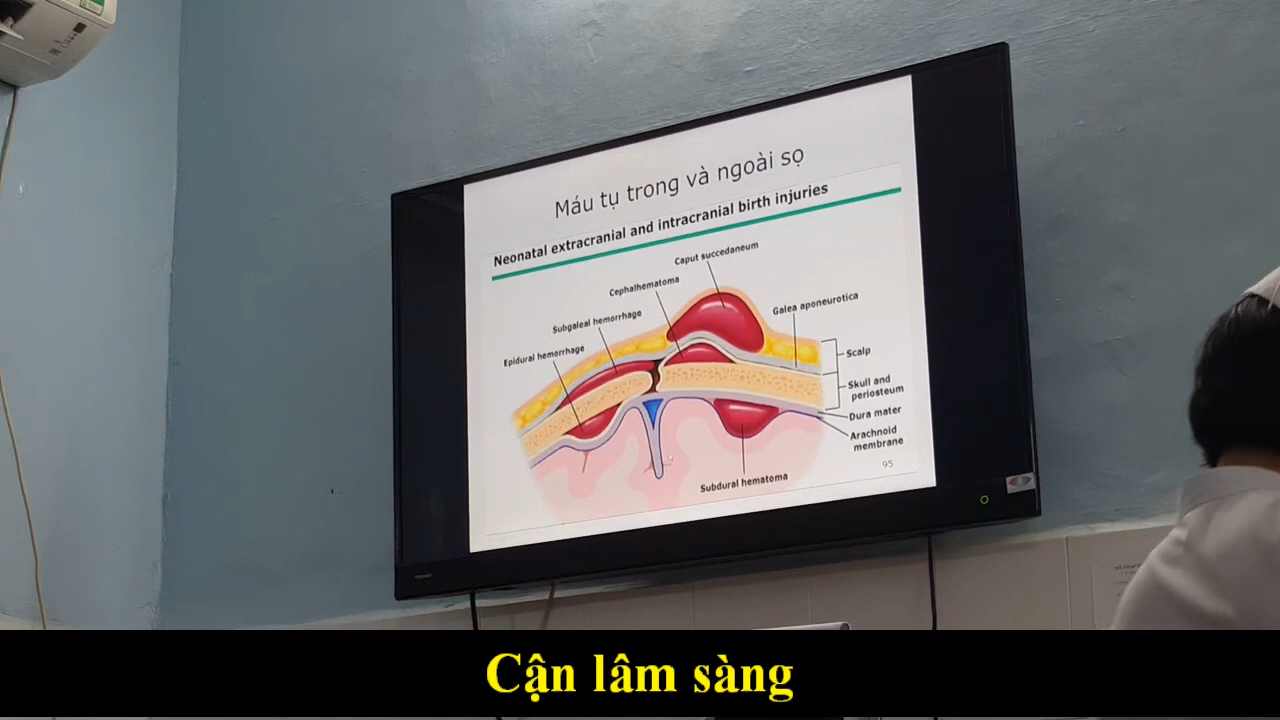 Máu tụ trong và ngoài sọ
Neonatal extracranial and intracranial birth injuries
Caput succedaneum
Cephalhematoma
Galea aponeurotica
Subgaleal hemorrhage
Epidural hemorrhage
Scalp
Skull and
periosteum
Dura mater
Arachnoid
membrane
Subdural hematoma
95
Cận lâm sàng